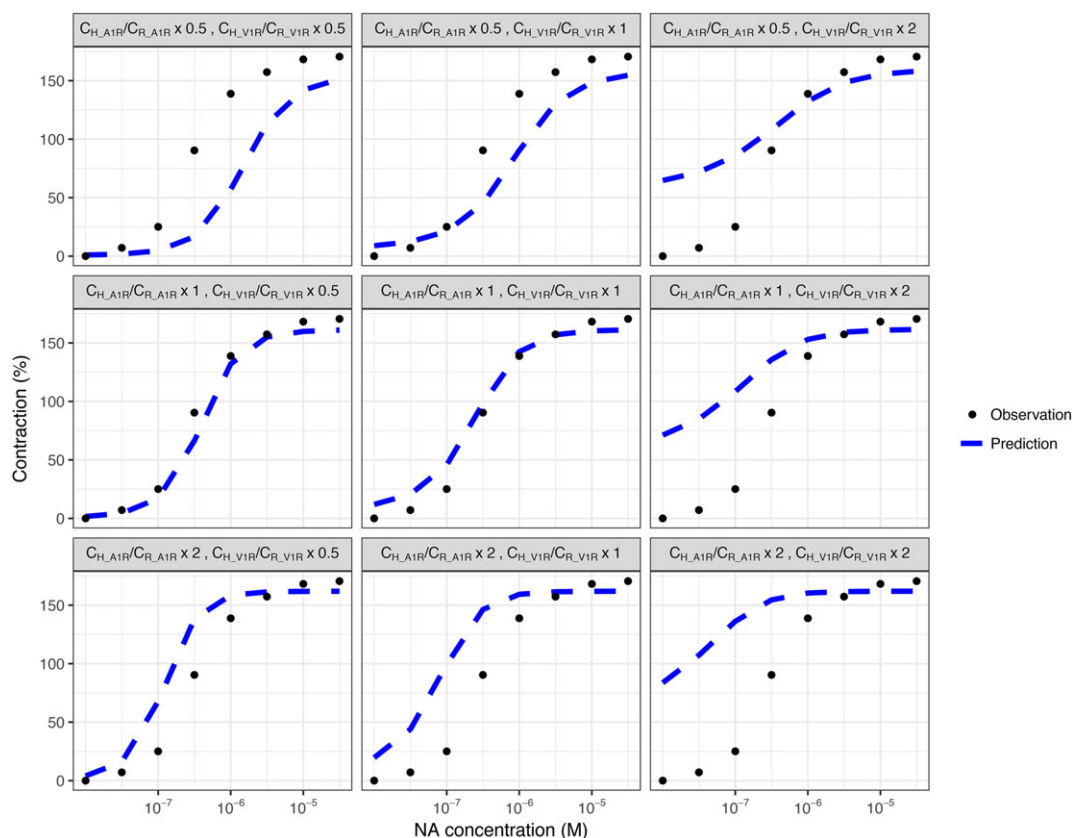 C_H_A1R/C_R_A1R x 0.5 , C_H_V1R/C_R_V1R x 0.5
C_H_A1R/C_R_A1R x 0.5 , C_H_V1R/C_R_V1R x 1
C_H_A1R/C_R_A1R x 0.5 , C_H_V1R/C_R_V1R x 2
150
100
50
0
C_H_A1R/C_R_A1R x 1 , C_H_V1R/C_R_V1R x 0.5
C_H_A1R/C_R_A1R x 1 , C_H_V1R/C_R_V1R x 1
C_H_A1R/C_R_A1R x 1 , C_H_V1R/C_R_V1R x 2
Contraction (%)
150
100
50
0
Observation
Prediction
C_H_A1R/C_R_A1R x 2 , C_H_V1R/C_R_V1R x 0.5
C_H_A1R/C_R_A1R x 2 , C_H_V1R/C_R_V1R x 1
C_H_A1R/C_R_A1R x 2 , C_H_V1R/C_R_V1R x 2
150
100
50
0
10⁻⁷ 10⁻⁶ 10⁻⁵
10⁻⁷ 10⁻⁶ 10⁻⁵
10⁻⁷ 10⁻⁶ 10⁻⁵
NA concentration (M)